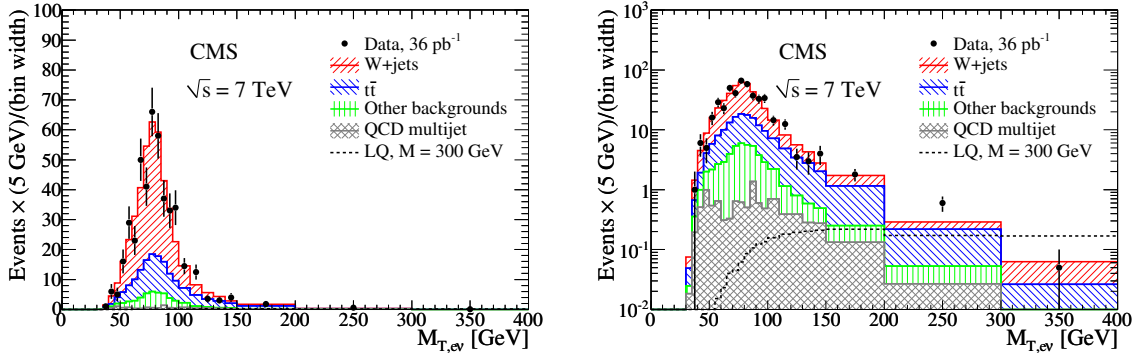 Events × (5 GeV)/(bin width)
90
80
70
60
50
40
30
20
10
0
CMS
√s = 7 TeV
Data, 36 pb⁻¹
W+jets
tt̄
Other backgrounds
QCD multijet
LQ, M = 300 GeV
0 50 100 150 200 250 300 350 400
M_T,eν [GeV]
Events × (5 GeV)/(bin width)
10³
10²
10
1
10⁻¹
10⁻²
CMS
√s = 7 TeV
Data, 36 pb⁻¹
W+jets
tt̄
Other backgrounds
QCD multijet
LQ, M = 300 GeV
0 50 100 150 200 250 300 350 400
M_T,eν [GeV]